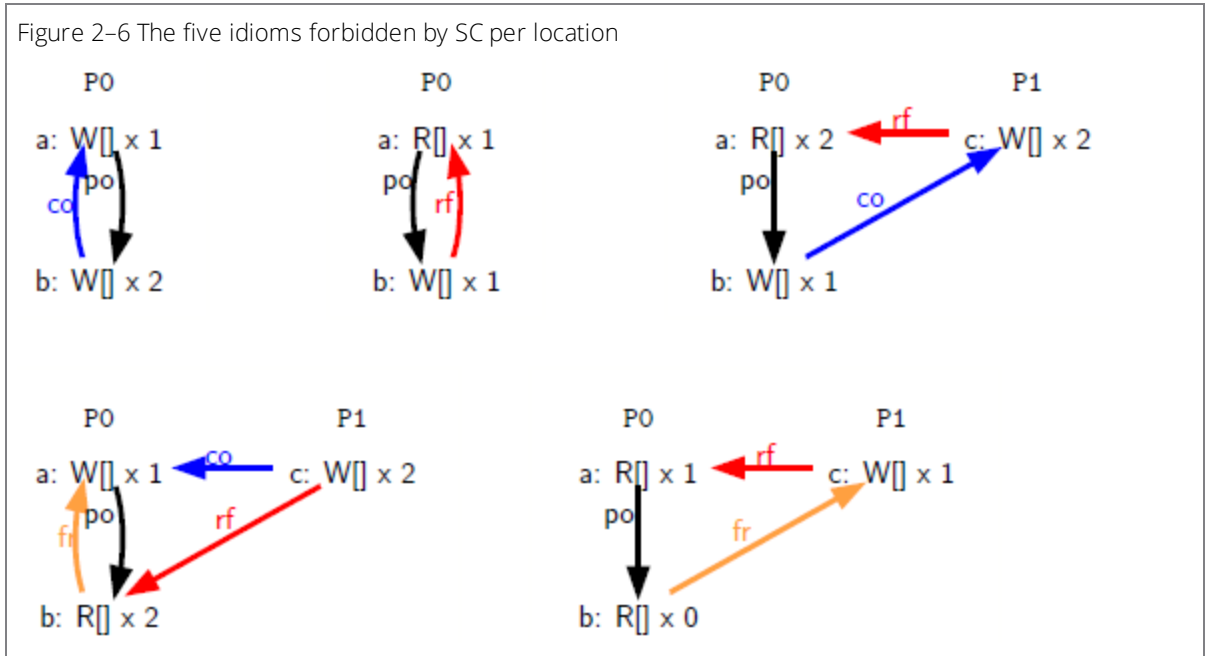 Figure 2–6 The five idioms forbidden by SC per location
P0
a: W[] x 1
po
co
b: W[] x 2
P0
a: R[] x 1
po
rf
b: W[] x 1
P0 P1
a: R[] x 2
rf
c: W[] x 2
po
co
b: W[] x 1
P0 P1
a: W[] x 1
co
c: W[] x 2
po
rf
fr
b: R[] x 2
P0 P1
a: R[] x 1
rf
c: W[] x 1
po
fr
b: R[] x 0